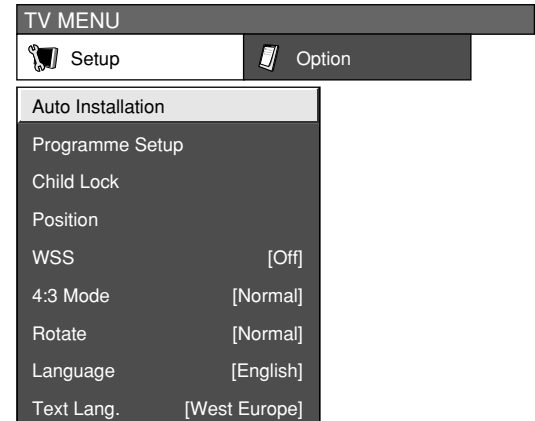 TV MENU
Setup Option
Auto Installation
Programme Setup
Child Lock
Position
WSS [Off]
4:3 Mode [Normal]
Rotate [Normal]
Language [English]
Text Lang. [West Europe]